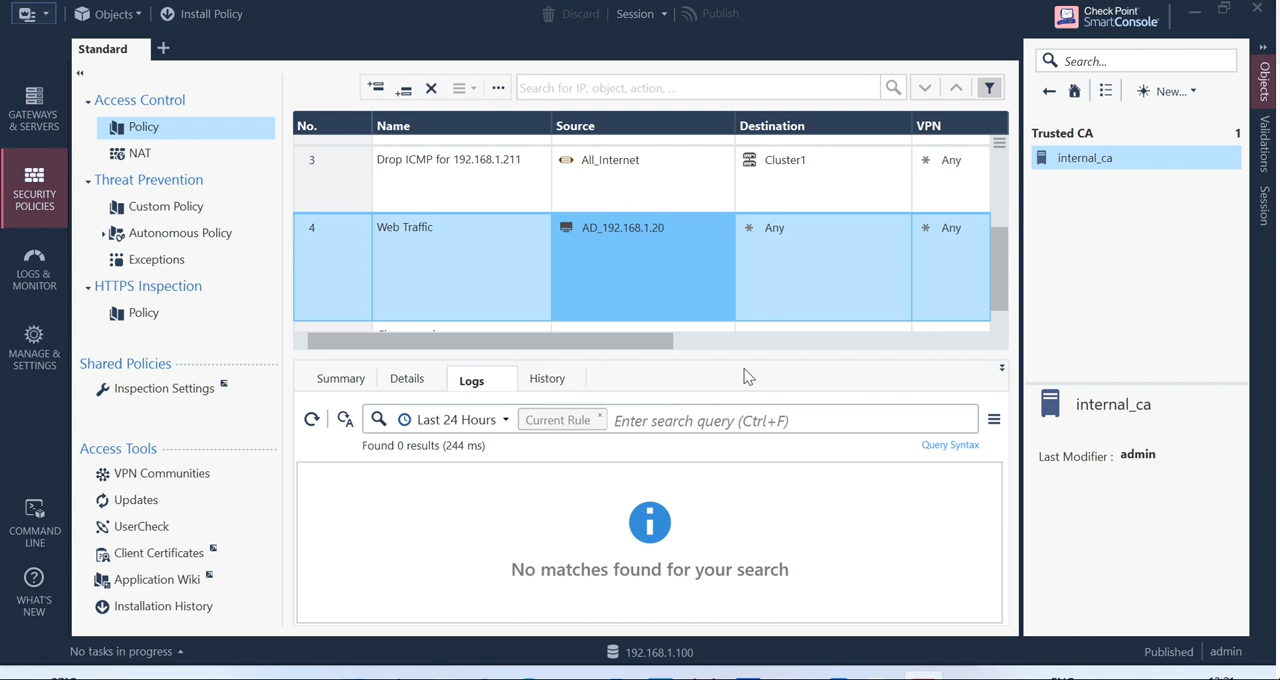 Objects
Install Policy
Discard
Session
Publish
Check Point
SmartConsole
Standard
GATEWAYS
& SERVERS
SECURITY
POLICIES
LOGS &
MONITOR
MANAGE &
SETTINGS
COMMAND
LINE
WHAT'S
NEW
Access Control
Policy
NAT
Threat Prevention
Custom Policy
Autonomous Policy
Exceptions
HTTPS Inspection
Policy
Shared Policies
Inspection Settings
Access Tools
VPN Communities
Updates
UserCheck
Client Certificates
Application Wiki
Installation History
Search for IP, object, action, ...
No. Name Source Destination VPN
3 Drop ICMP for 192.168.1.211 All_Internet Cluster1 * Any
4 Web Traffic AD_192.168.1.20 * Any * Any
Summary Details Logs History
Last 24 Hours Current Rule × Enter search query (Ctrl+F)
Found 0 results (244 ms) Query Syntax
No matches found for your search
Search...
New...
Trusted CA 1
internal_ca
internal_ca
Last Modifier : admin
Objects
Validations
Session
No tasks in progress
192.168.1.100
Published
admin